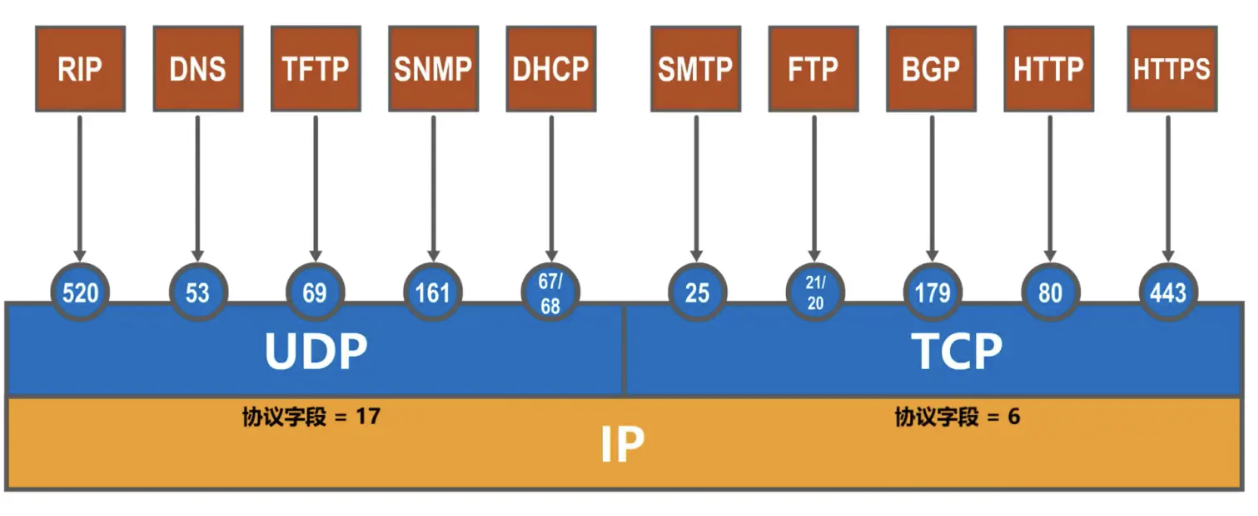 RIP DNS TFTP SNMP DHCP SMTP FTP BGP HTTP HTTPS
520 53 69 161 67/ 25 21/ 179 80 443
68 20
UDP TCP
协议字段 = 17 协议字段 = 6
IP